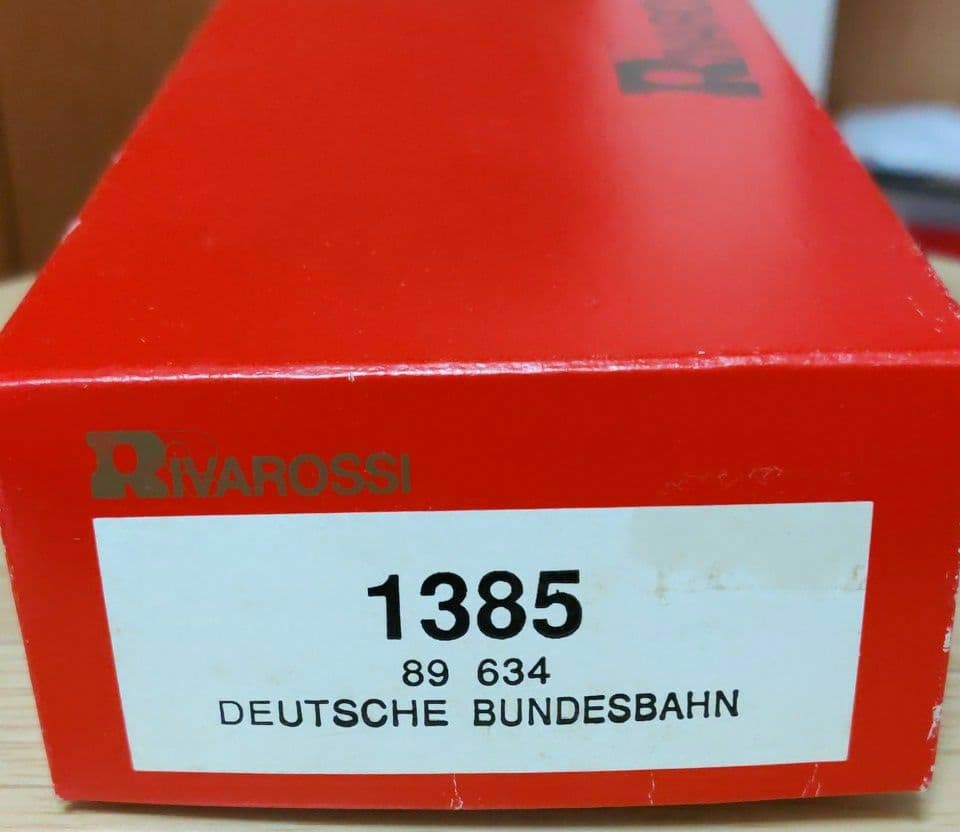 RIVAROSSI
1385
89 634
DEUTSCHE BUNDESBAHN